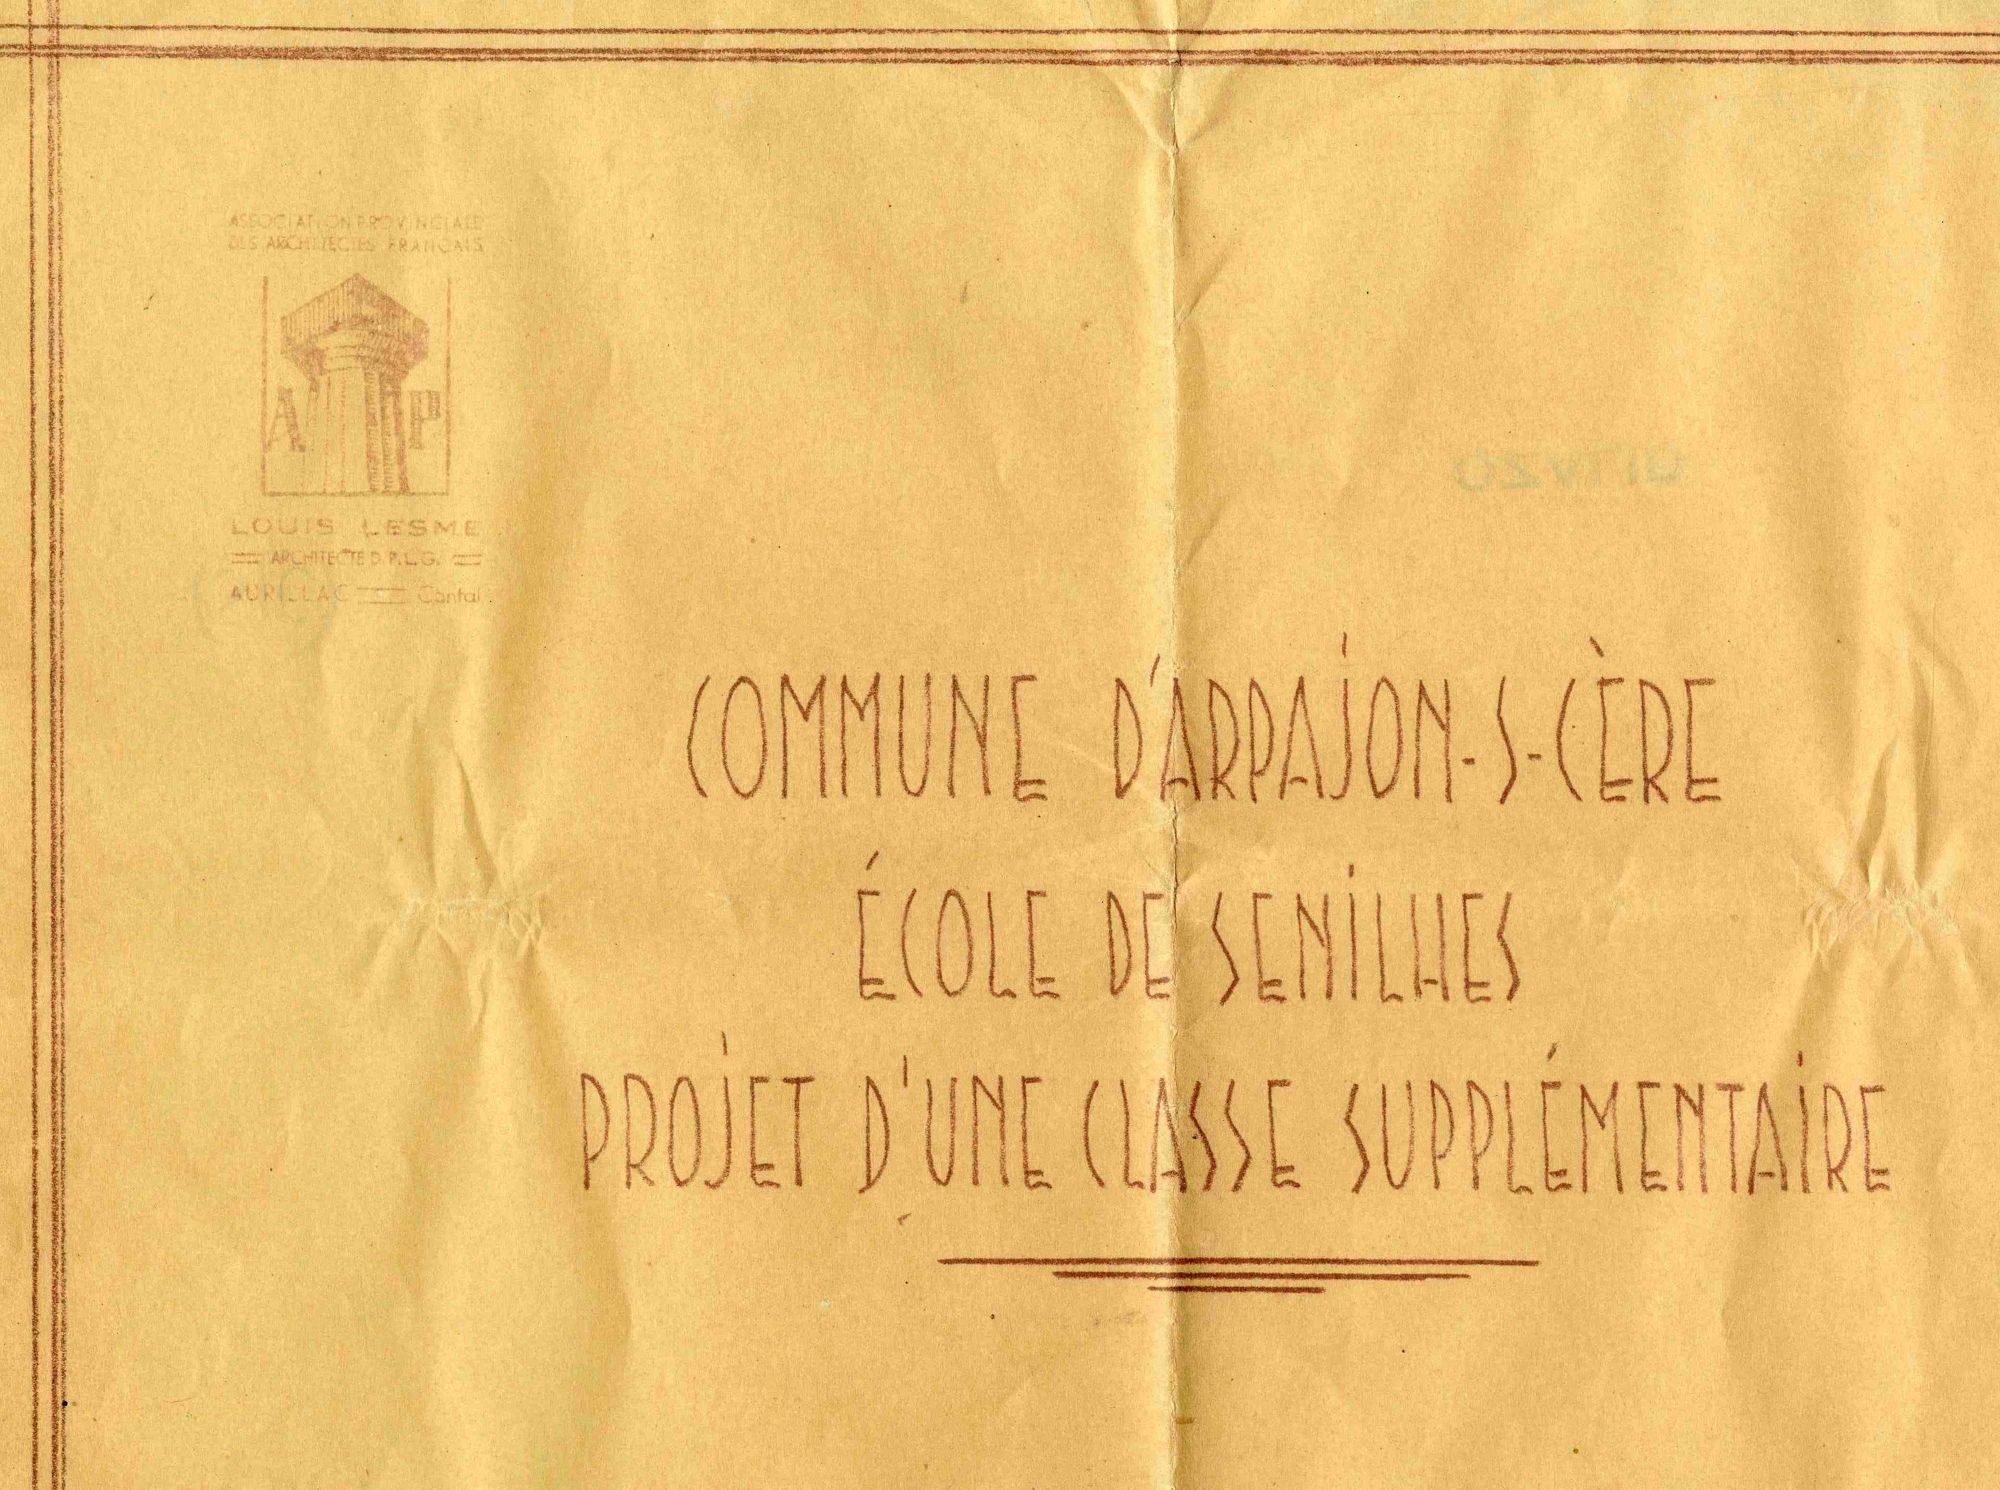 ASSOCIATION PROVINCIALE
DES ARCHITECTES FRANCAIS
A P
LOUIS LESME
ARCHITECTE D.P.L.G.
AURILLAC Cantal
COMMUNE D'ARPAJON-S-CÈRE
ÉCOLE DE SENILHES
PROJET D'UNE CLASSE SUPPLÉMENTAIRE